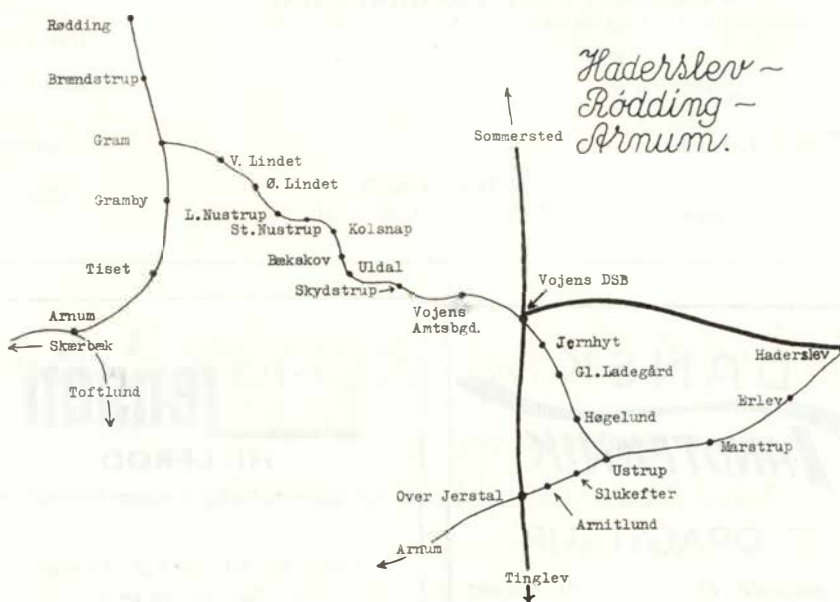 Haderslev ~
Rödding ~
Arnum.
Rødding
Brændstrup
Gram
V. Lindet
Ø. Lindet
Gramby
L.Nustrup
St.Nustrup
Kolsnap
Bækskov
Uldal
Tiset
Skydstrup
Vojens
Amtsbgd.
Arnum
Skærbæk
Toftlund
Sommersted
Vojens DSB
Jernhyt
Gl.Ladegård
Haderslev
Erlev
Høgelund
Marstrup
Ustrup
Slukefter
Over Jerstal
Arnitlund
Arnum
Tinglev